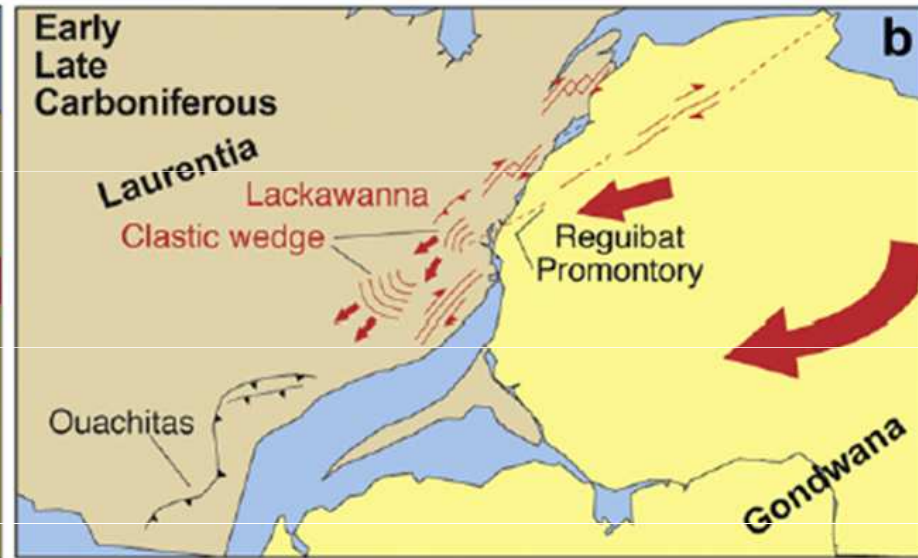 Early
Late
Carboniferous
b
Laurentia
Lackawanna
Clastic wedge
Reguibat
Promontory
Ouachitas
Gondwana